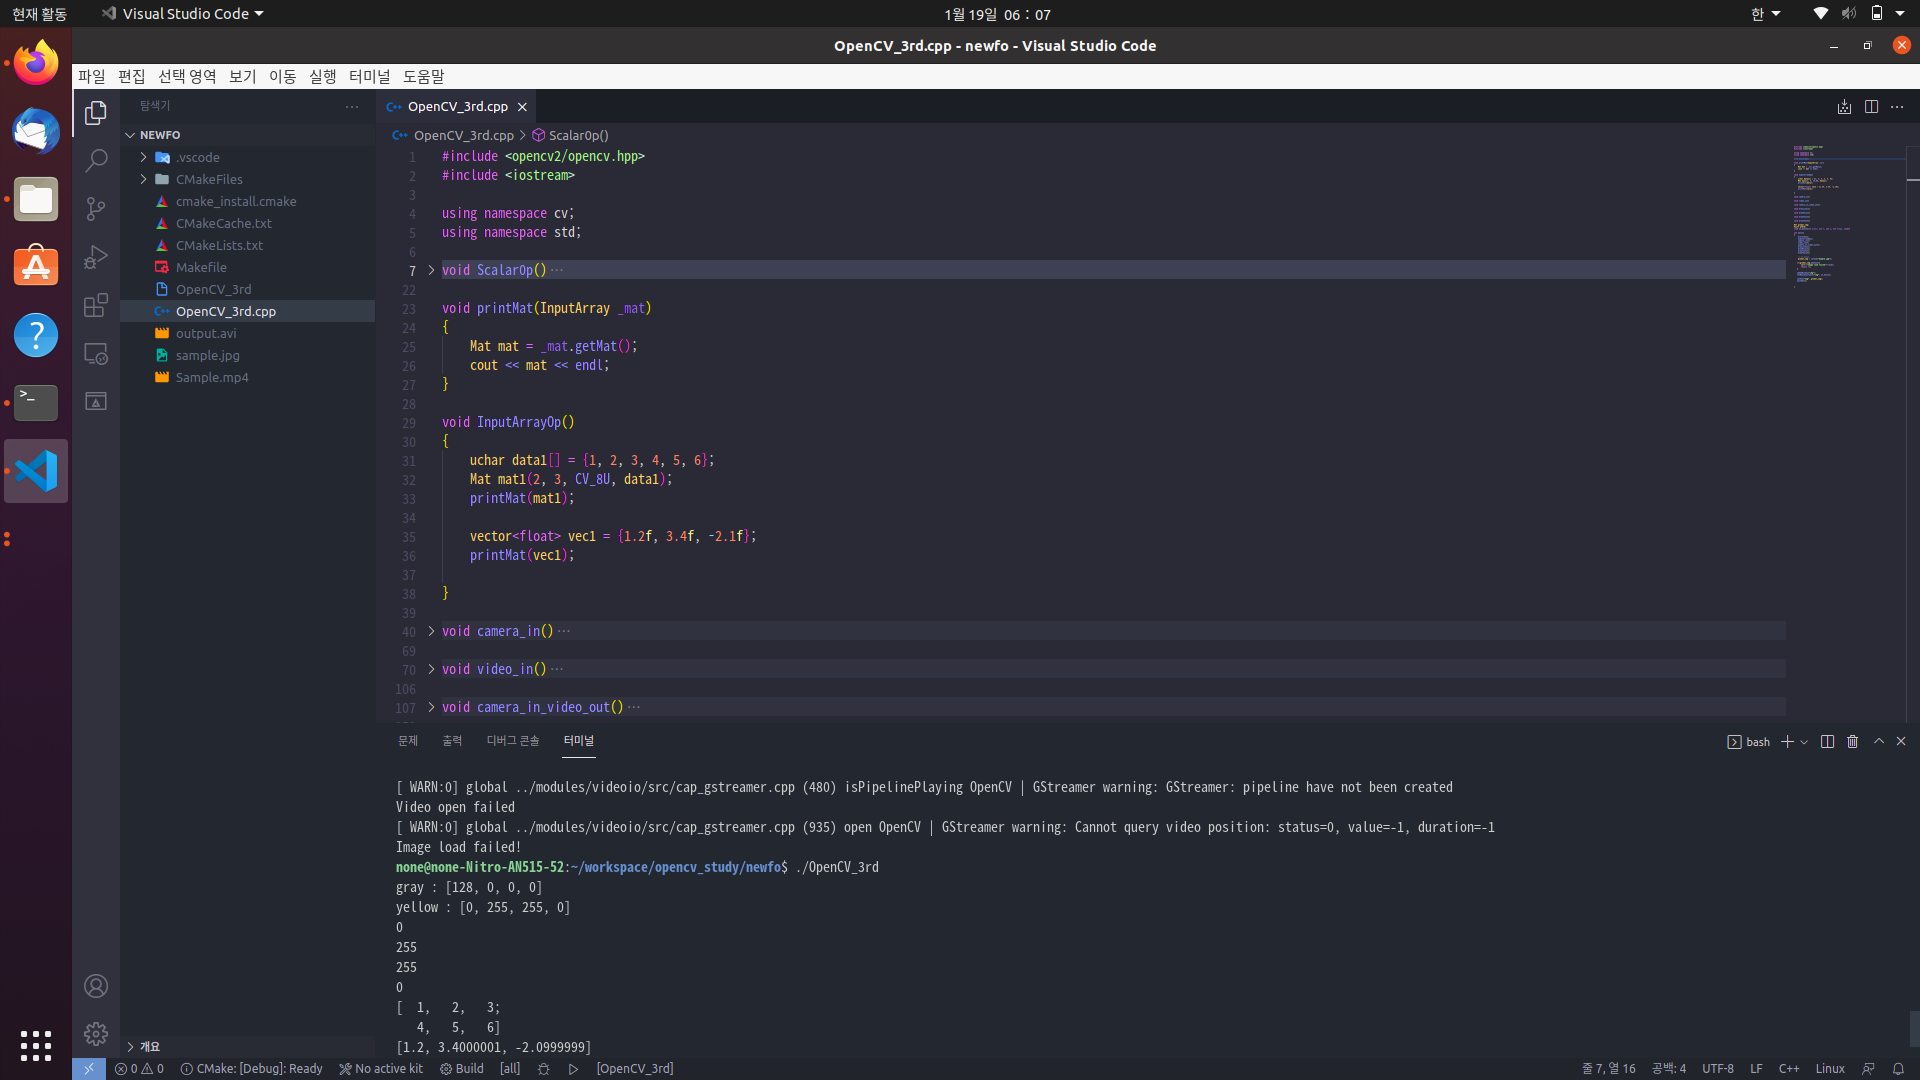 현재 활동
Visual Studio Code
1월 19일 06 : 07
한
OpenCV_3rd.cpp - newfo - Visual Studio Code
파일 편집 선택 영역 보기 이동 실행 터미널 도움말
탐색기
NEWFO
.vscode
CMakeFiles
cmake_install.cmake
CMakeCache.txt
CMakeLists.txt
Makefile
OpenCV_3rd
OpenCV_3rd.cpp
output.avi
sample.jpg
Sample.mp4
개요
OpenCV_3rd.cpp
OpenCV_3rd.cpp > ScalarOp()
1 #include <opencv2/opencv.hpp>
2 #include <iostream>
3
4 using namespace cv;
5 using namespace std;
6
7 void ScalarOp() ...
22
23 void printMat(InputArray _mat)
24 {
25 Mat mat = _mat.getMat();
26 cout << mat << endl;
27 }
28
29 void InputArrayOp()
30 {
31 uchar data1[] = {1, 2, 3, 4, 5, 6};
32 Mat mat1(2, 3, CV_8U, data1);
33 printMat(mat1);
34
35 vector<float> vec1 = {1.2f, 3.4f, -2.1f};
36 printMat(vec1);
37
38 }
39
40 void camera_in() ...
69
70 void video_in() ...
106
107 void camera_in_video_out() ...
문제 출력 디버그 콘솔 터미널
bash
[ WARN:0] global ../modules/videoio/src/cap_gstreamer.cpp (480) isPipelinePlaying OpenCV | GStreamer warning: GStreamer: pipeline have not been created
Video open failed
[ WARN:0] global ../modules/videoio/src/cap_gstreamer.cpp (935) open OpenCV | GStreamer warning: Cannot query video position: status=0, value=-1, duration=-1
Image load failed!
none@none-Nitro-AN515-52:~/workspace/opencv_study/newfo$ ./OpenCV_3rd
gray : [128, 0, 0, 0]
yellow : [0, 255, 255, 0]
0
255
255
0
[  1,   2,   3;
   4,   5,   6]
[1.2, 3.4000001, -2.0999999]
0 0 CMake: [Debug]: Ready No active kit Build [all] [OpenCV_3rd] 줄 7, 열 16 공백: 4 UTF-8 LF C++ Linux